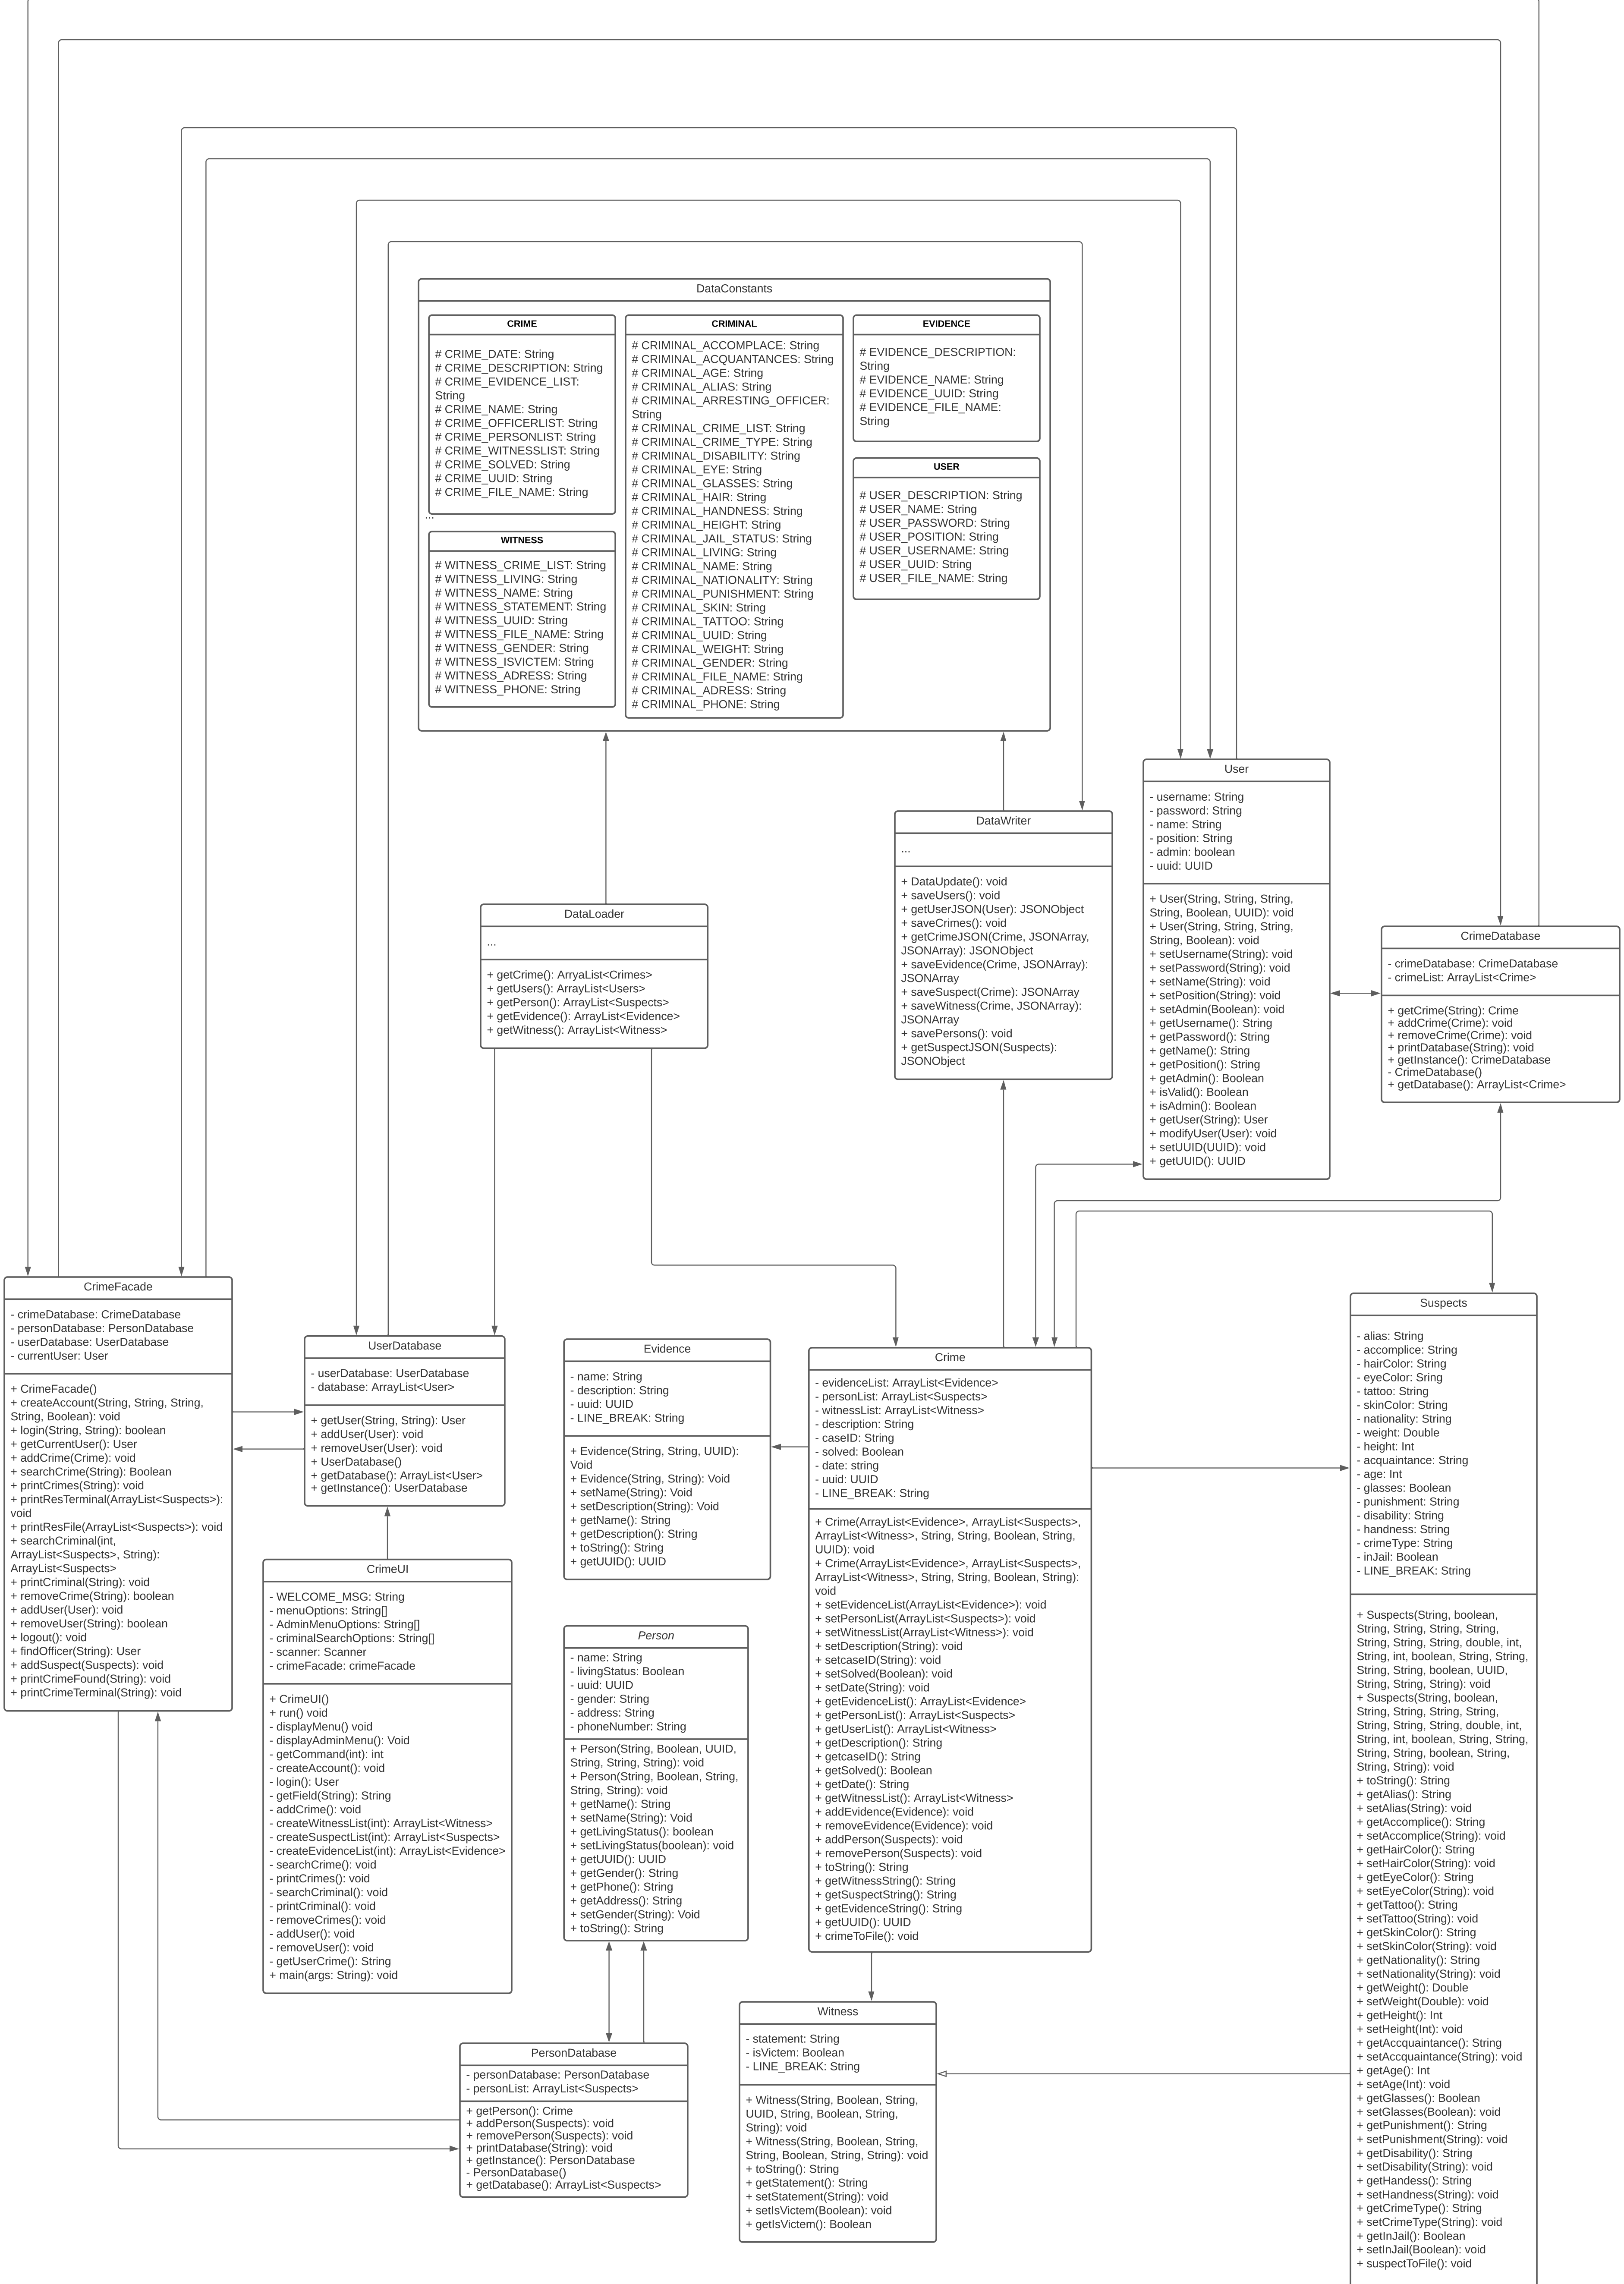 DataConstants
CRIME
# CRIME_DATE: String
# CRIME_DESCRIPTION: String
# CRIME_EVIDENCE_LIST:
String
# CRIME_NAME: String
# CRIME_OFFICERLIST: String
# CRIME_PERSONLIST: String
# CRIME_WITNESSLIST: String
# CRIME_SOLVED: String
# CRIME_UUID: String
# CRIME_FILE_NAME: String
...
WITNESS
# WITNESS_CRIME_LIST: String
# WITNESS_LIVING: String
# WITNESS_NAME: String
# WITNESS_STATEMENT: String
# WITNESS_UUID: String
# WITNESS_FILE_NAME: String
# WITNESS_GENDER: String
# WITNESS_ISVICTEM: String
# WITNESS_ADRESS: String
# WITNESS_PHONE: String
CRIMINAL
# CRIMINAL_ACCOMPLACE: String
# CRIMINAL_ACQUANTANCES: String
# CRIMINAL_AGE: String
# CRIMINAL_ALIAS: String
# CRIMINAL_ARRESTING_OFFICER:
String
# CRIMINAL_CRIME_LIST: String
# CRIMINAL_CRIME_TYPE: String
# CRIMINAL_DISABILITY: String
# CRIMINAL_EYE: String
# CRIMINAL_GLASSES: String
# CRIMINAL_HAIR: String
# CRIMINAL_HANDNESS: String
# CRIMINAL_HEIGHT: String
# CRIMINAL_JAIL_STATUS: String
# CRIMINAL_LIVING: String
# CRIMINAL_NAME: String
# CRIMINAL_NATIONALITY: String
# CRIMINAL_PUNISHMENT: String
# CRIMINAL_SKIN: String
# CRIMINAL_TATTOO: String
# CRIMINAL_UUID: String
# CRIMINAL_WEIGHT: String
# CRIMINAL_GENDER: String
# CRIMINAL_FILE_NAME: String
# CRIMINAL_ADRESS: String
# CRIMINAL_PHONE: String
EVIDENCE
# EVIDENCE_DESCRIPTION:
String
# EVIDENCE_NAME: String
# EVIDENCE_UUID: String
# EVIDENCE_FILE_NAME:
String
USER
# USER_DESCRIPTION: String
# USER_NAME: String
# USER_PASSWORD: String
# USER_POSITION: String
# USER_USERNAME: String
# USER_UUID: String
# USER_FILE_NAME: String
User
- username: String
- password: String
- name: String
- position: String
- admin: boolean
- uuid: UUID
+ User(String, String, String,
String, Boolean, UUID): void
+ User(String, String, String,
String, Boolean): void
+ setUsername(String): void
+ setPassword(String): void
+ setName(String): void
+ setPosition(String): void
+ setAdmin(Boolean): void
+ getUsername(): String
+ getPassword(): String
+ getName(): String
+ getPosition(): String
+ getAdmin(): Boolean
+ isValid(): Boolean
+ isAdmin(): Boolean
+ getUser(String): User
+ modifyUser(User): void
+ setUUID(UUID): void
+ getUUID(): UUID
DataWriter
...
+ DataUpdate(): void
+ saveUsers(): void
+ getUserJSON(User): JSONObject
+ saveCrimes(): void
+ getCrimeJSON(Crime, JSONArray,
JSONArray): JSONObject
+ saveEvidence(Crime, JSONArray):
JSONArray
+ saveSuspect(Crime): JSONArray
+ saveWitness(Crime, JSONArray):
JSONArray
+ savePersons(): void
+ getSuspectJSON(Suspects):
JSONObject
DataLoader
...
+ getCrime(): ArryaList<Crimes>
+ getUsers(): ArrayList<Users>
+ getPerson(): ArrayList<Suspects>
+ getEvidence(): ArrayList<Evidence>
+ getWitness(): ArrayList<Witness>
CrimeDatabase
- crimeDatabase: CrimeDatabase
- crimeList: ArrayList<Crime>
+ getCrime(String): Crime
+ addCrime(Crime): void
+ removeCrime(Crime): void
+ printDatabase(String): void
+ getInstance(): CrimeDatabase
- CrimeDatabase()
+ getDatabase(): ArrayList<Crime>
CrimeFacade
- crimeDatabase: CrimeDatabase
- personDatabase: PersonDatabase
- userDatabase: UserDatabase
- currentUser: User
+ CrimeFacade()
+ createAccount(String, String, String,
String, Boolean): void
+ login(String, String): boolean
+ getCurrentUser(): User
+ addCrime(Crime): void
+ searchCrime(String): Boolean
+ printCrimes(String): void
+ printResTerminal(ArrayList<Suspects>):
void
+ printResFile(ArrayList<Suspects>): void
+ searchCriminal(int,
ArrayList<Suspects>, String):
ArrayList<Suspects>
+ printCriminal(String): void
+ removeCrime(String): boolean
+ addUser(User): void
+ removeUser(String): boolean
+ logout(): void
+ findOfficer(String): User
+ addSuspect(Suspects): void
+ printCrimeFound(String): void
+ printCrimeTerminal(String): void
UserDatabase
- userDatabase: UserDatabase
- database: ArrayList<User>
+ getUser(String, String): User
+ addUser(User): void
+ removeUser(User): void
+ UserDatabase()
+ getDatabase(): ArrayList<User>
+ getInstance(): UserDatabase
CrimeUI
- WELCOME_MSG: String
- menuOptions: String[]
- AdminMenuOptions: String[]
- criminalSearchOptions: String[]
- scanner: Scanner
- crimeFacade: crimeFacade
+ CrimeUI()
+ run() void
- displayMenu() void
- displayAdminMenu(): Void
- getCommand(int): int
- createAccount(): void
- login(): User
- getField(String): String
- addCrime(): void
- createWitnessList(int): ArrayList<Witness>
- createSuspectList(int): ArrayList<Suspects>
- createEvidenceList(int): ArrayList<Evidence>
- searchCrime(): void
- printCrimes(): void
- searchCriminal(): void
- printCriminal(): void
- removeCrimes(): void
- addUser(): void
- removeUser(): void
- getUserCrime(): String
+ main(args: String): void
Evidence
- name: String
- description: String
- uuid: UUID
- LINE_BREAK: String
+ Evidence(String, String, UUID):
Void
+ Evidence(String, String): Void
+ setName(String): Void
+ setDescription(String): Void
+ getName(): String
+ getDescription(): String
+ toString(): String
+ getUUID(): UUID
Person
- name: String
- livingStatus: Boolean
- uuid: UUID
- gender: String
- address: String
- phoneNumber: String
+ Person(String, Boolean, UUID,
String, String, String): void
+ Person(String, Boolean, String,
String, String): void
+ getName(): String
+ setName(String): Void
+ getLivingStatus(): boolean
+ setLivingStatus(boolean): void
+ getUUID(): UUID
+ getGender(): String
+ getPhone(): String
+ getAddress(): String
+ setGender(String): Void
+ toString(): String
PersonDatabase
- personDatabase: PersonDatabase
- personList: ArrayList<Suspects>
+ getPerson(): Crime
+ addPerson(Suspects): void
+ removePerson(Suspects): void
+ printDatabase(String): void
+ getInstance(): PersonDatabase
- PersonDatabase()
+ getDatabase(): ArrayList<Suspects>
Crime
- evidenceList: ArrayList<Evidence>
- personList: ArrayList<Suspects>
- witnessList: ArrayList<Witness>
- description: String
- caseID: String
- solved: Boolean
- date: string
- uuid: UUID
- LINE_BREAK: String
+ Crime(ArrayList<Evidence>, ArrayList<Suspects>,
ArrayList<Witness>, String, String, Boolean, String,
UUID): void
+ Crime(ArrayList<Evidence>, ArrayList<Suspects>,
ArrayList<Witness>, String, String, Boolean, String):
void
+ setEvidenceList(ArrayList<Evidence>): void
+ setPersonList(ArrayList<Suspects>): void
+ setWitnessList(ArrayList<Witness>): void
+ setDescription(String): void
+ setcaseID(String): void
+ setSolved(Boolean): void
+ setDate(String): void
+ getEvidenceList(): ArrayList<Evidence>
+ getPersonList(): ArrayList<Suspects>
+ getUserList(): ArrayList<Witness>
+ getDescription(): String
+ getcaseID(): String
+ getSolved(): Boolean
+ getDate(): String
+ getWitnessList(): ArrayList<Witness>
+ addEvidence(Evidence): void
+ removeEvidence(Evidence): void
+ addPerson(Suspects): void
+ removePerson(Suspects): void
+ toString(): String
+ getWitnessString(): String
+ getSuspectString(): String
+ getEvidenceString(): String
+ getUUID(): UUID
+ crimeToFile(): void
Witness
- statement: String
- isVictem: Boolean
- LINE_BREAK: String
+ Witness(String, Boolean, String,
UUID, String, Boolean, String,
String): void
+ Witness(String, Boolean, String,
String, Boolean, String, String): void
+ toString(): String
+ getStatement(): String
+ setStatement(String): void
+ setIsVictem(Boolean): void
+ getIsVictem(): Boolean
Suspects
- alias: String
- accomplice: String
- hairColor: String
- eyeColor: Sring
- tattoo: String
- skinColor: String
- nationality: String
- weight: Double
- height: Int
- acquaintance: String
- age: Int
- glasses: Boolean
- punishment: String
- disability: String
- handness: String
- crimeType: String
- inJail: Boolean
- LINE_BREAK: String
+ Suspects(String, boolean,
String, String, String, String,
String, String, String, double, int,
String, int, boolean, String, String,
String, String, boolean, UUID,
String, String, String): void
+ Suspects(String, boolean,
String, String, String, String,
String, String, String, double, int,
String, int, boolean, String, String,
String, String, boolean, String,
String, String): void
+ toString(): String
+ getAlias(): String
+ setAlias(String): void
+ getAccomplice(): String
+ setAccomplice(String): void
+ getHairColor(): String
+ setHairColor(String): void
+ getEyeColor(): String
+ setEyeColor(String): void
+ getTattoo(): String
+ setTattoo(String): void
+ getSkinColor(): String
+ setSkinColor(String): void
+ getNationality(): String
+ setNationality(String): void
+ getWeight(): Double
+ setWeight(Double): void
+ getHeight(): Int
+ setHeight(Int): void
+ getAccquaintance(): String
+ setAccquaintance(String): void
+ getAge(): Int
+ setAge(Int): void
+ getGlasses(): Boolean
+ setGlasses(Boolean): void
+ getPunishment(): String
+ setPunishment(String): void
+ getDisability(): String
+ setDisability(String): void
+ getHandess(): String
+ setHandness(String): void
+ getCrimeType(): String
+ setCrimeType(String): void
+ getInJail(): Boolean
+ setInJail(Boolean): void
+ suspectToFile(): void